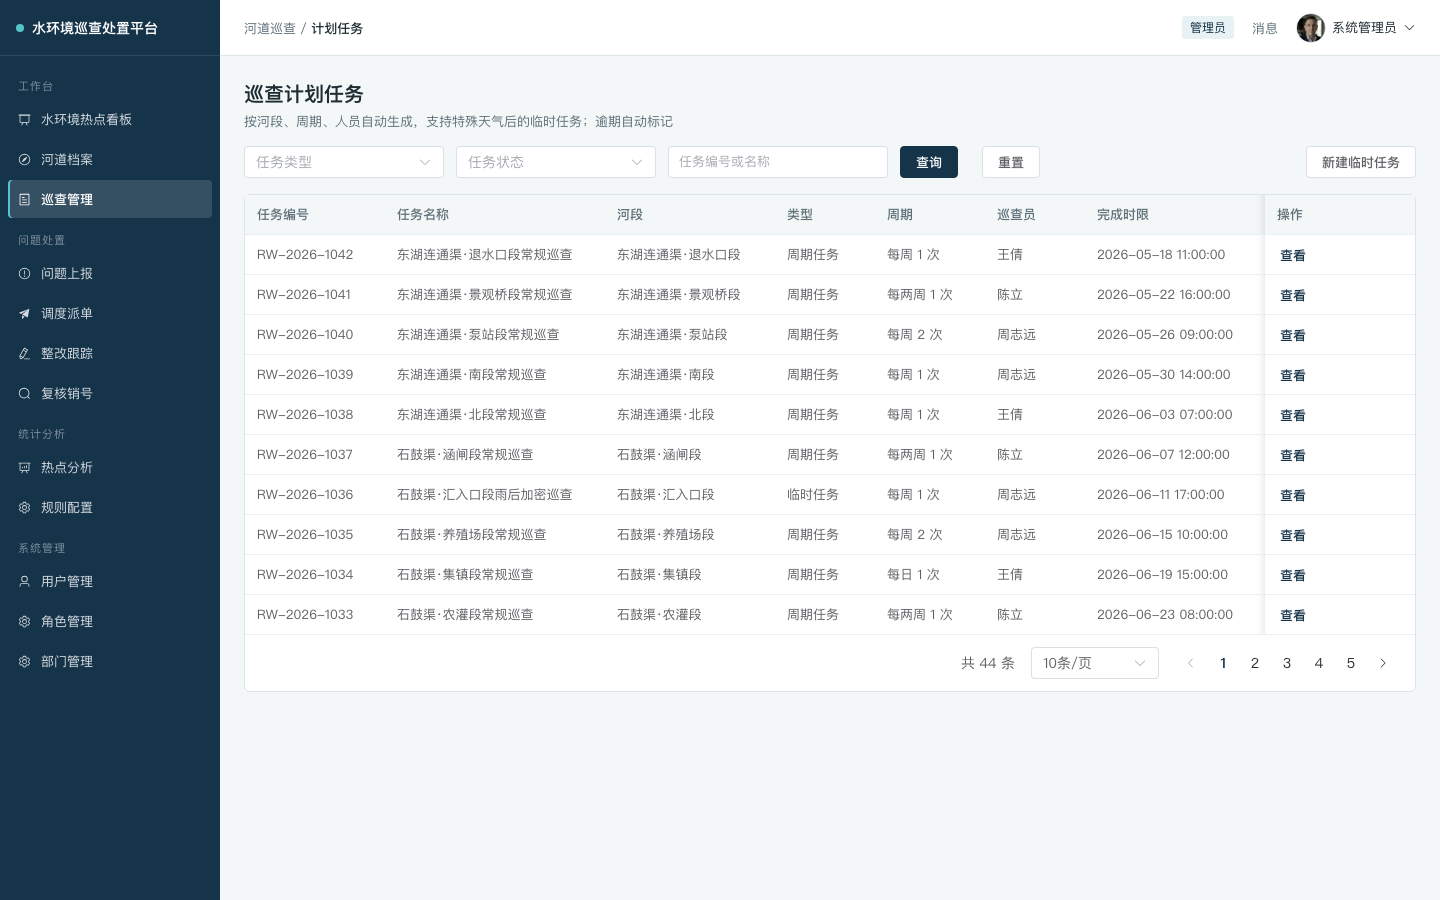 水环境巡查处置平台
河道巡查 / 计划任务
管理员 消息 系统管理员
工作台
水环境热点看板
河道档案
巡查管理
问题处置
问题上报
调度派单
整改跟踪
复核销号
统计分析
热点分析
规则配置
系统管理
用户管理
角色管理
部门管理
巡查计划任务
按河段、周期、人员自动生成，支持特殊天气后的临时任务；逾期自动标记
任务类型 任务状态 任务编号或名称 查询 重置 新建临时任务
任务编号 任务名称 河段 类型 周期 巡查员 完成时限 操作
RW-2026-1042 东湖连通渠·退水口段常规巡查 东湖连通渠·退水口段 周期任务 每周 1 次 王倩 2026-05-18 11:00:00 查看
RW-2026-1041 东湖连通渠·景观桥段常规巡查 东湖连通渠·景观桥段 周期任务 每两周 1 次 陈立 2026-05-22 16:00:00 查看
RW-2026-1040 东湖连通渠·泵站段常规巡查 东湖连通渠·泵站段 周期任务 每周 2 次 周志远 2026-05-26 09:00:00 查看
RW-2026-1039 东湖连通渠·南段常规巡查 东湖连通渠·南段 周期任务 每周 1 次 周志远 2026-05-30 14:00:00 查看
RW-2026-1038 东湖连通渠·北段常规巡查 东湖连通渠·北段 周期任务 每周 1 次 王倩 2026-06-03 07:00:00 查看
RW-2026-1037 石鼓渠·涵闸段常规巡查 石鼓渠·涵闸段 周期任务 每两周 1 次 陈立 2026-06-07 12:00:00 查看
RW-2026-1036 石鼓渠·汇入口段雨后加密巡查 石鼓渠·汇入口段 临时任务 每周 1 次 周志远 2026-06-11 17:00:00 查看
RW-2026-1035 石鼓渠·养殖场段常规巡查 石鼓渠·养殖场段 周期任务 每周 2 次 周志远 2026-06-15 10:00:00 查看
RW-2026-1034 石鼓渠·集镇段常规巡查 石鼓渠·集镇段 周期任务 每日 1 次 王倩 2026-06-19 15:00:00 查看
RW-2026-1033 石鼓渠·农灌段常规巡查 石鼓渠·农灌段 周期任务 每两周 1 次 陈立 2026-06-23 08:00:00 查看
共 44 条 10条/页 1 2 3 4 5